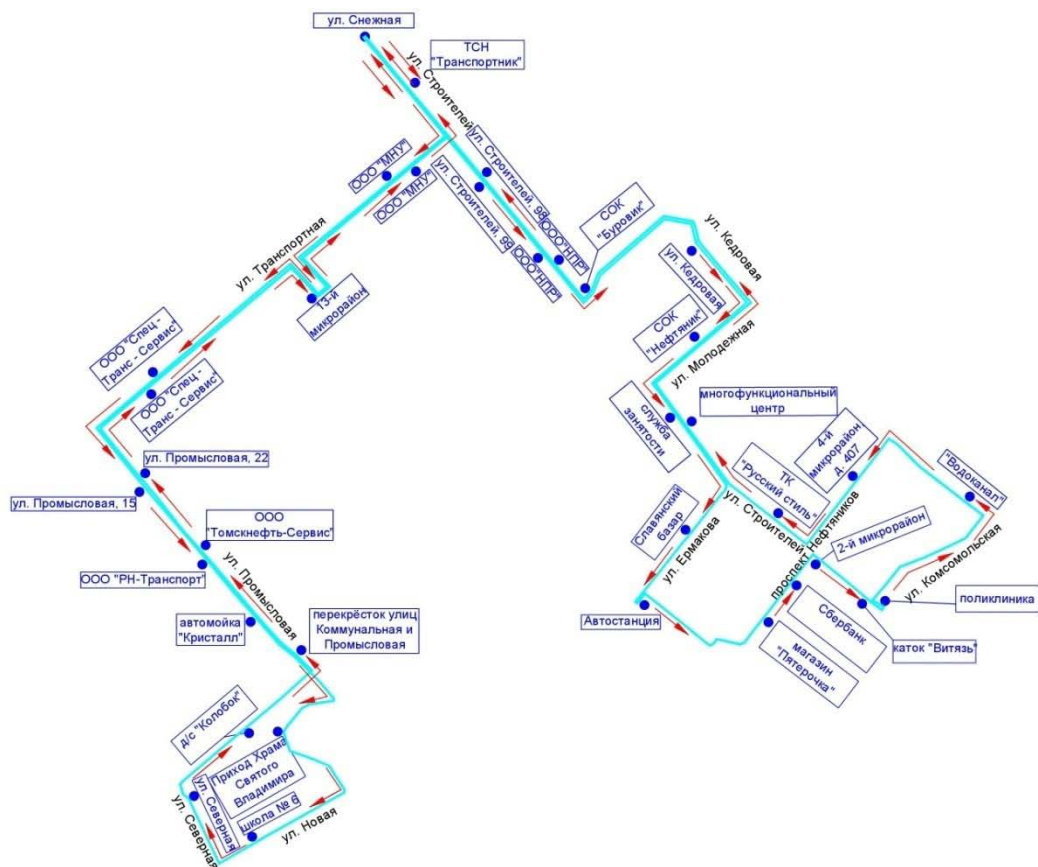 ул. Снежная
ТСН
"Транспортник"
ул. Строителей
ООО "МНУ"
ООО "МНУ"
ул. Строителей, 98
ул. Строителей, 99
ООО"НПР"
ООО"НПР"
СОК
"Буровик"
ул. Кедровая
ул. Кедровая
СОК
"Нефтяник"
ул. Молодежная
ул. Транспортная
13-й
микрорайон
ООО "Спец -
Транс - Сервис"
ООО "Спец -
Транс - Сервис"
многофункциональный
центр
служба
занятости
4-й
микрорайон
д. 407
ТК
"Русский стиль"
"Водоканал"
ул. Промысловая, 22
ул. Промысловая, 15
ООО
"Томскнефть-Сервис"
ООО "РН-Транспорт"
ул. Промысловая
Славянский
базар
ул. Ермакова
ул. Строителей
проспект Нефтяников
2-й микрорайон
ул. Комсомольская
поликлиника
Автостанция
Сбербанк
каток "Витязь"
магазин
"Пятерочка"
автомойка
"Кристалл"
перекрёсток улиц
Коммунальная и
Промысловая
д/с "Колобок"
Приход Храма
Святого
Владимира
ул. Северная
ул. Северная
школа № 6
ул. Новая